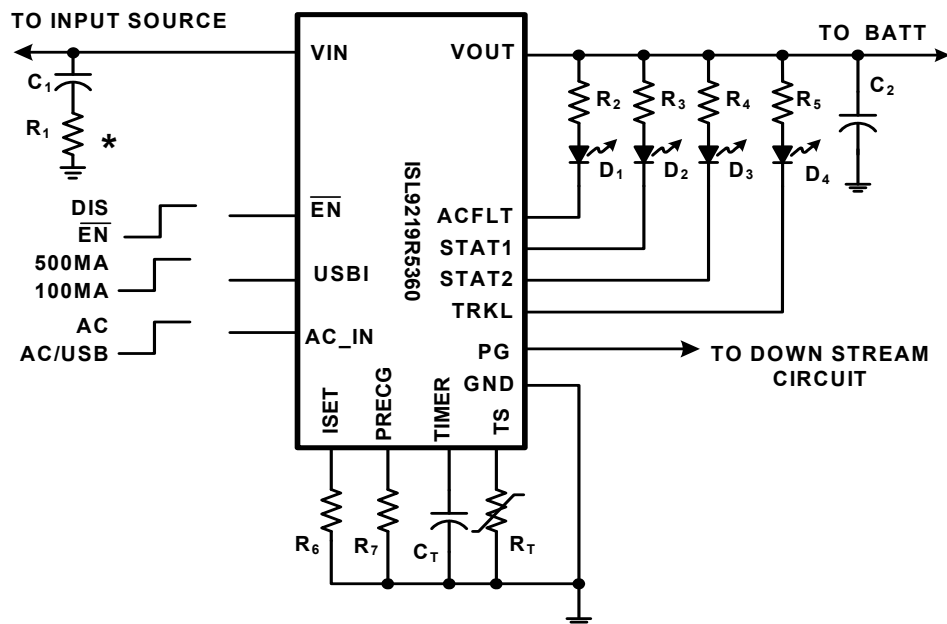 TO INPUT SOURCE
C1
R1
*
DIS
EN
500MA
100MA
AC
AC/USB
VIN
EN
USBI
AC_IN
ISL9219R5360
VOUT
ACFLT
STAT1
STAT2
TRKL
PG
GND
ISET
PRECG
TIMER
TS
TO BATT
R2
R3
R4
R5
C2
D1
D2
D3
D4
TO DOWN STREAM
CIRCUIT
R6
R7
CT
RT